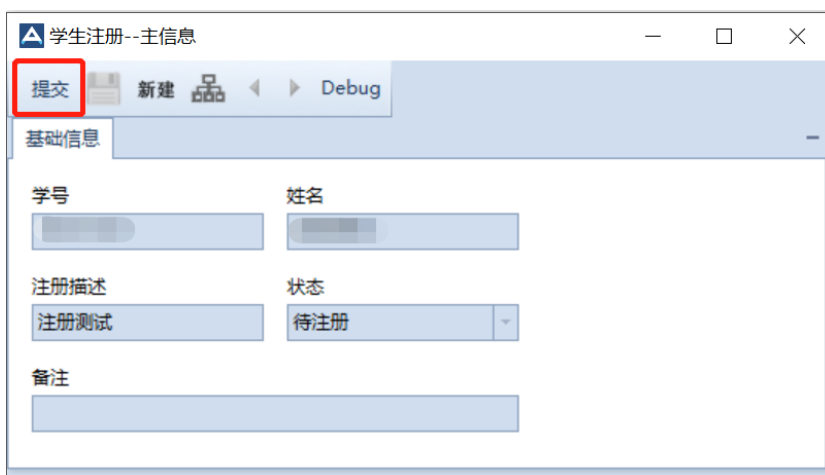 学生注册--主信息
提交 新建 Debug
基础信息
学号 姓名
注册描述 状态
注册测试 待注册
备注